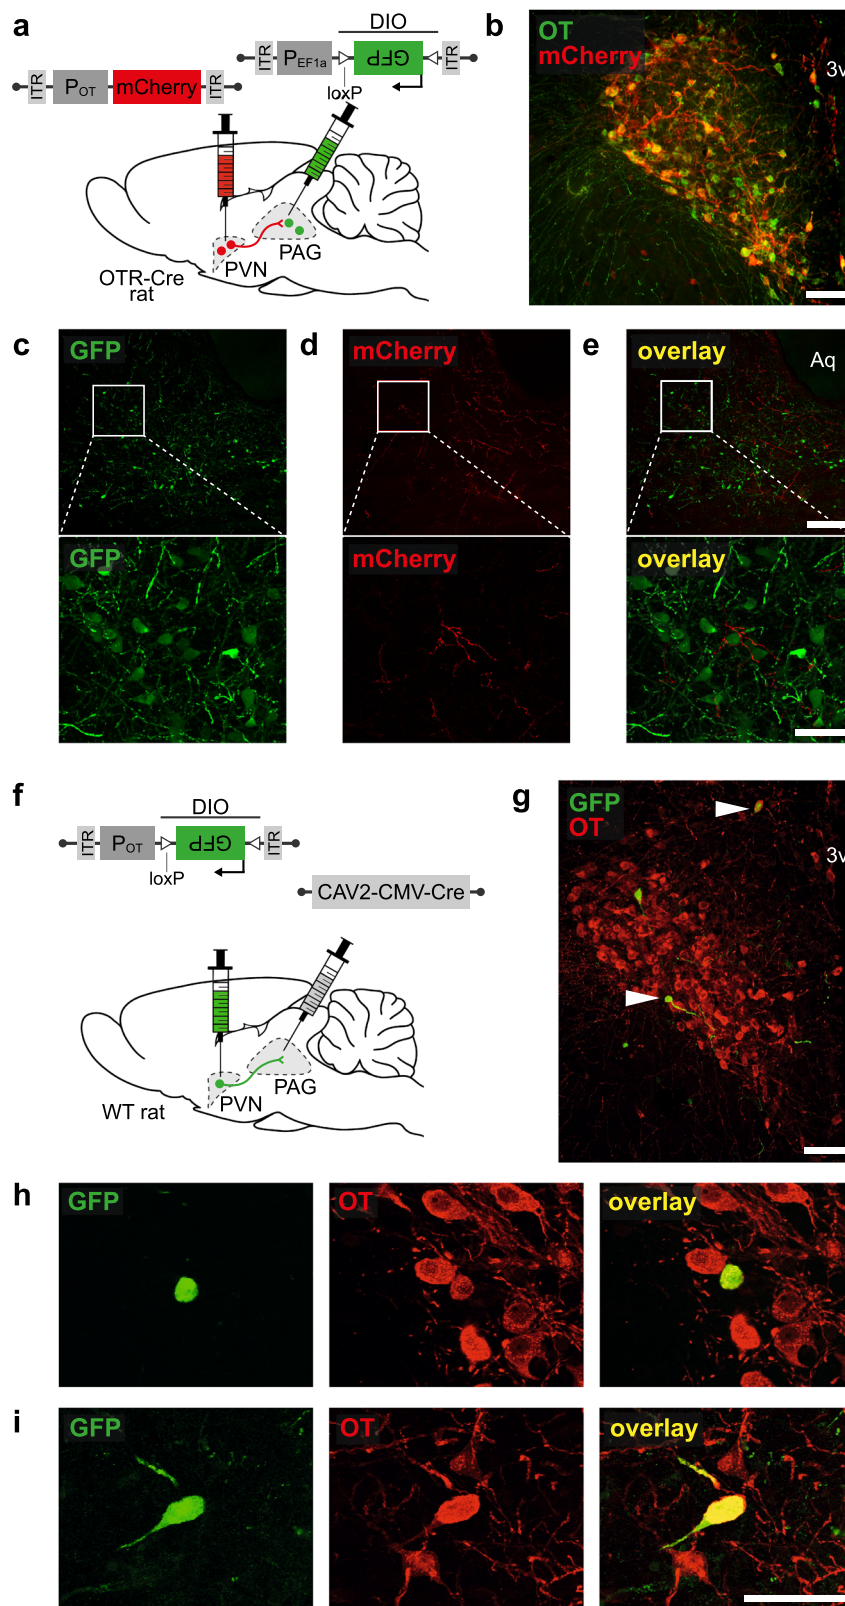 a
DIO
ITR
P_EF1a
GFP
ITR
loxP
ITR
P_OT
mCherry
ITR
PVN
PAG
OTR-Cre
rat
b
OT
mCherry
3v
c
GFP
d
mCherry
e
overlay
Aq
GFP
mCherry
overlay
f
DIO
ITR
P_OT
GFP
ITR
loxP
CAV2-CMV-Cre
PAG
PVN
WT rat
g
GFP
OT
3v
h
GFP
OT
overlay
i
GFP
OT
overlay